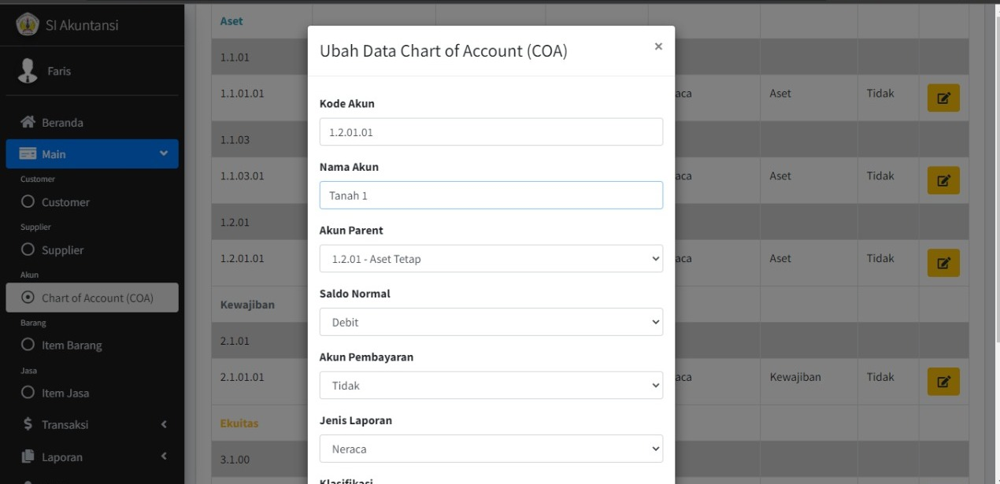 SI Akuntansi
Faris
Beranda
Main
Customer
Customer
Supplier
Supplier
Akun
Chart of Account (COA)
Barang
Item Barang
Jasa
Item Jasa
Transaksi
Laporan
Aset
1.1.01
1.1.01.01 aca Aset Tidak
1.1.03
1.1.03.01 aca Aset Tidak
1.2.01
1.2.01.01 aca Aset Tidak
Kewajiban
2.1.01
2.1.01.01 aca Kewajiban Tidak
Ekuitas
3.1.00
Ubah Data Chart of Account (COA) ×
Kode Akun
1.2.01.01
Nama Akun
Tanah 1
Akun Parent
1.2.01 - Aset Tetap
Saldo Normal
Debit
Akun Pembayaran
Tidak
Jenis Laporan
Neraca
Klasifikasi